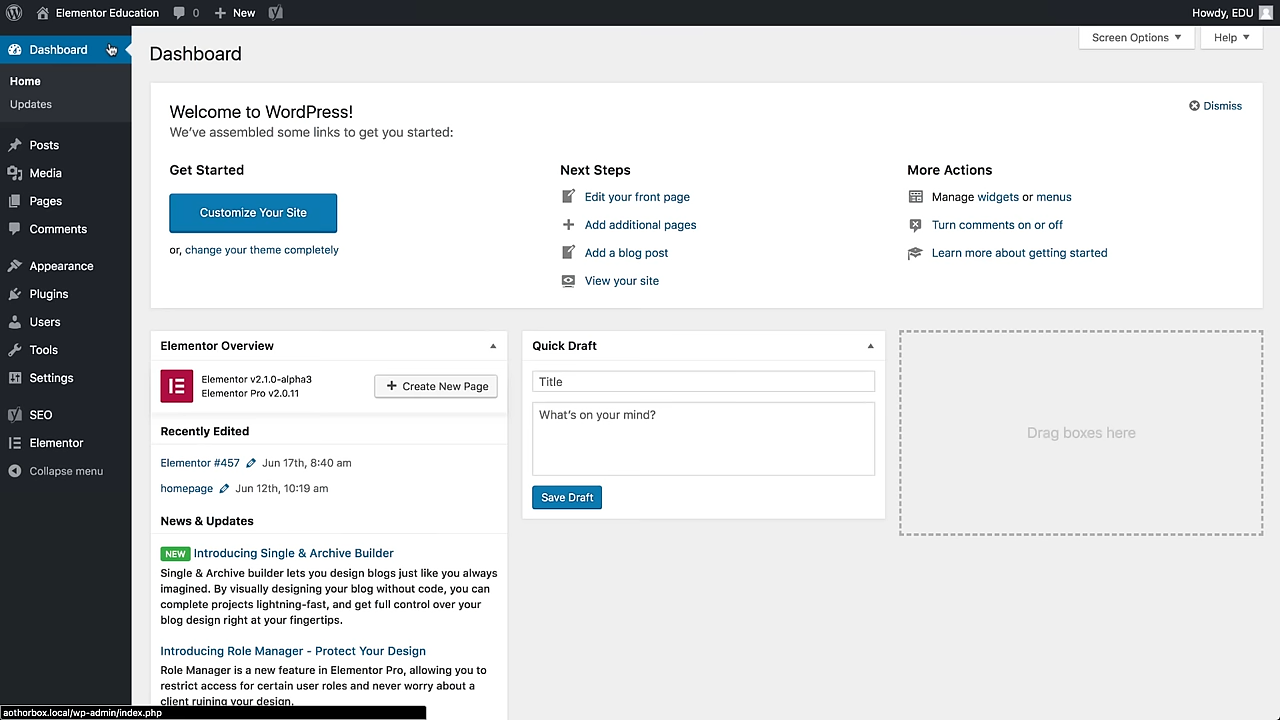 Elementor Education 0 New Howdy, EDU
Dashboard
Home
Updates
Posts
Media
Pages
Comments
Appearance
Plugins
Users
Tools
Settings
SEO
Elementor
Collapse menu
Dashboard
Screen Options Help
Welcome to WordPress!
We've assembled some links to get you started:
Dismiss
Get Started
Customize Your Site
or, change your theme completely
Next Steps
Edit your front page
Add additional pages
Add a blog post
View your site
More Actions
Manage widgets or menus
Turn comments on or off
Learn more about getting started
Elementor Overview
Elementor v2.1.0-alpha3
Elementor Pro v2.0.11
Create New Page
Recently Edited
Elementor #457 Jun 17th, 8:40 am
homepage Jun 12th, 10:19 am
News & Updates
NEW Introducing Single & Archive Builder
Single & Archive builder lets you design blogs just like you always
imagined. By visually designing your blog without code, you can
complete projects lightning-fast, and get full control over your
blog design right at your fingertips.
Introducing Role Manager - Protect Your Design
Role Manager is a new feature in Elementor Pro, allowing you to
restrict access for certain user roles and never worry about a
client ruining your design.
Quick Draft
Title
What's on your mind?
Save Draft
Drag boxes here
aothorbox.local/wp-admin/index.php